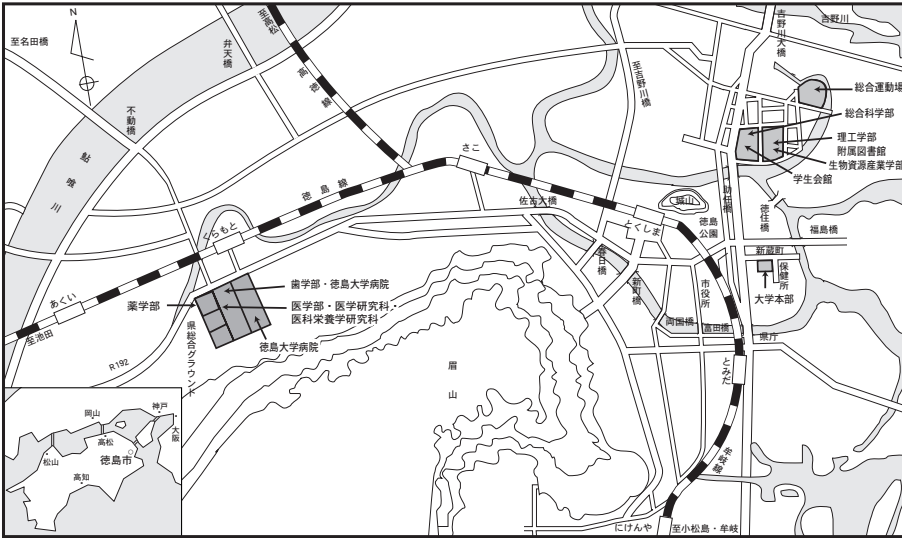 N
至名田橋
弁天橋
至高松
高徳線
不動橋
鮎喰川
至吉野川橋
吉野川大橋
吉野川
総合運動場
総合科学部
理工学部
附属図書館
生物資源産業学部
学生会館
さこ
徳島線
佐古大橋
くらもと
とくしま
城山
徳島
公園
助任橋
徳住橋
福島橋
新蔵町
保健所
大学本部
春日橋
新町橋
市役所
両国橋
富田橋
県庁
とみだ
あくい
至池田
薬学部
歯学部・徳島大学病院
医学部・医学研究科・
医科栄養学研究科
徳島大学病院
県総合グラウンド
R192
眉山
牟岐線
にけんや
至小松島・牟岐
岡山
神戸
大阪
高松
徳島市
松山
高知